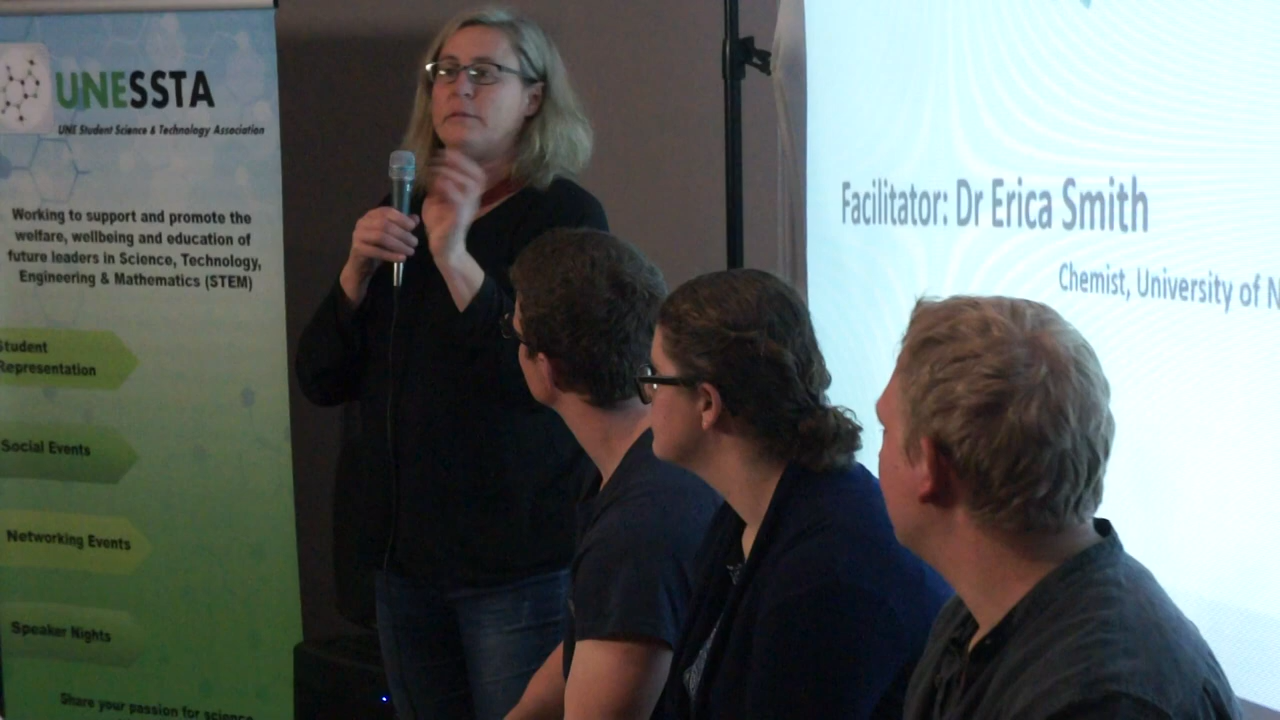 UNESSTA
UNE Student Science & Technology Association
Working to support and promote the
welfare, wellbeing and education of
future leaders in Science, Technology,
Engineering & Mathematics (STEM)
Student
Representation
Social Events
Networking Events
Speaker Nights
Share your passion for science
Facilitator: Dr Erica Smith
Chemist, University of N